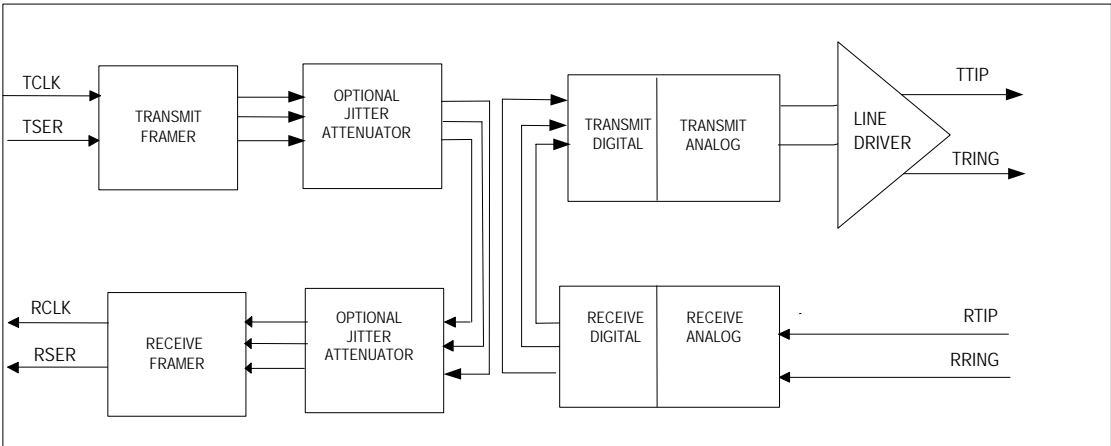 TCLK
TSER
TRANSMIT
FRAMER
OPTIONAL
JITTER
ATTENUATOR
TRANSMIT
DIGITAL
TRANSMIT
ANALOG
LINE
DRIVER
TTIP
TRING
RCLK
RSER
RECEIVE
FRAMER
OPTIONAL
JITTER
ATTENUATOR
RECEIVE
DIGITAL
RECEIVE
ANALOG
RTIP
RRING